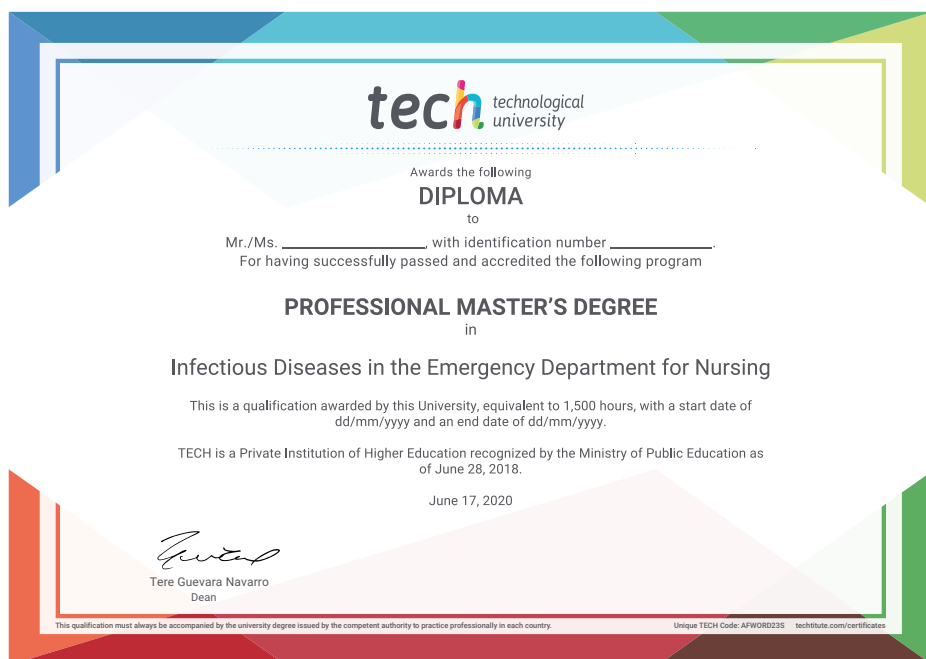 tech technological
university
Awards the following
DIPLOMA
to
Mr./Ms. ____________________, with identification number ______________.
For having successfully passed and accredited the following program
PROFESSIONAL MASTER'S DEGREE
in
Infectious Diseases in the Emergency Department for Nursing
This is a qualification awarded by this University, equivalent to 1,500 hours, with a start date of
dd/mm/yyyy and an end date of dd/mm/yyyy.
TECH is a Private Institution of Higher Education recognized by the Ministry of Public Education as
of June 28, 2018.
June 17, 2020
Tere Guevara Navarro
Dean
This qualification must always be accompanied by the university degree issued by the competent authority to practice professionally in each country.
Unique TECH Code: AFWORD23S techtitute.com/certificates